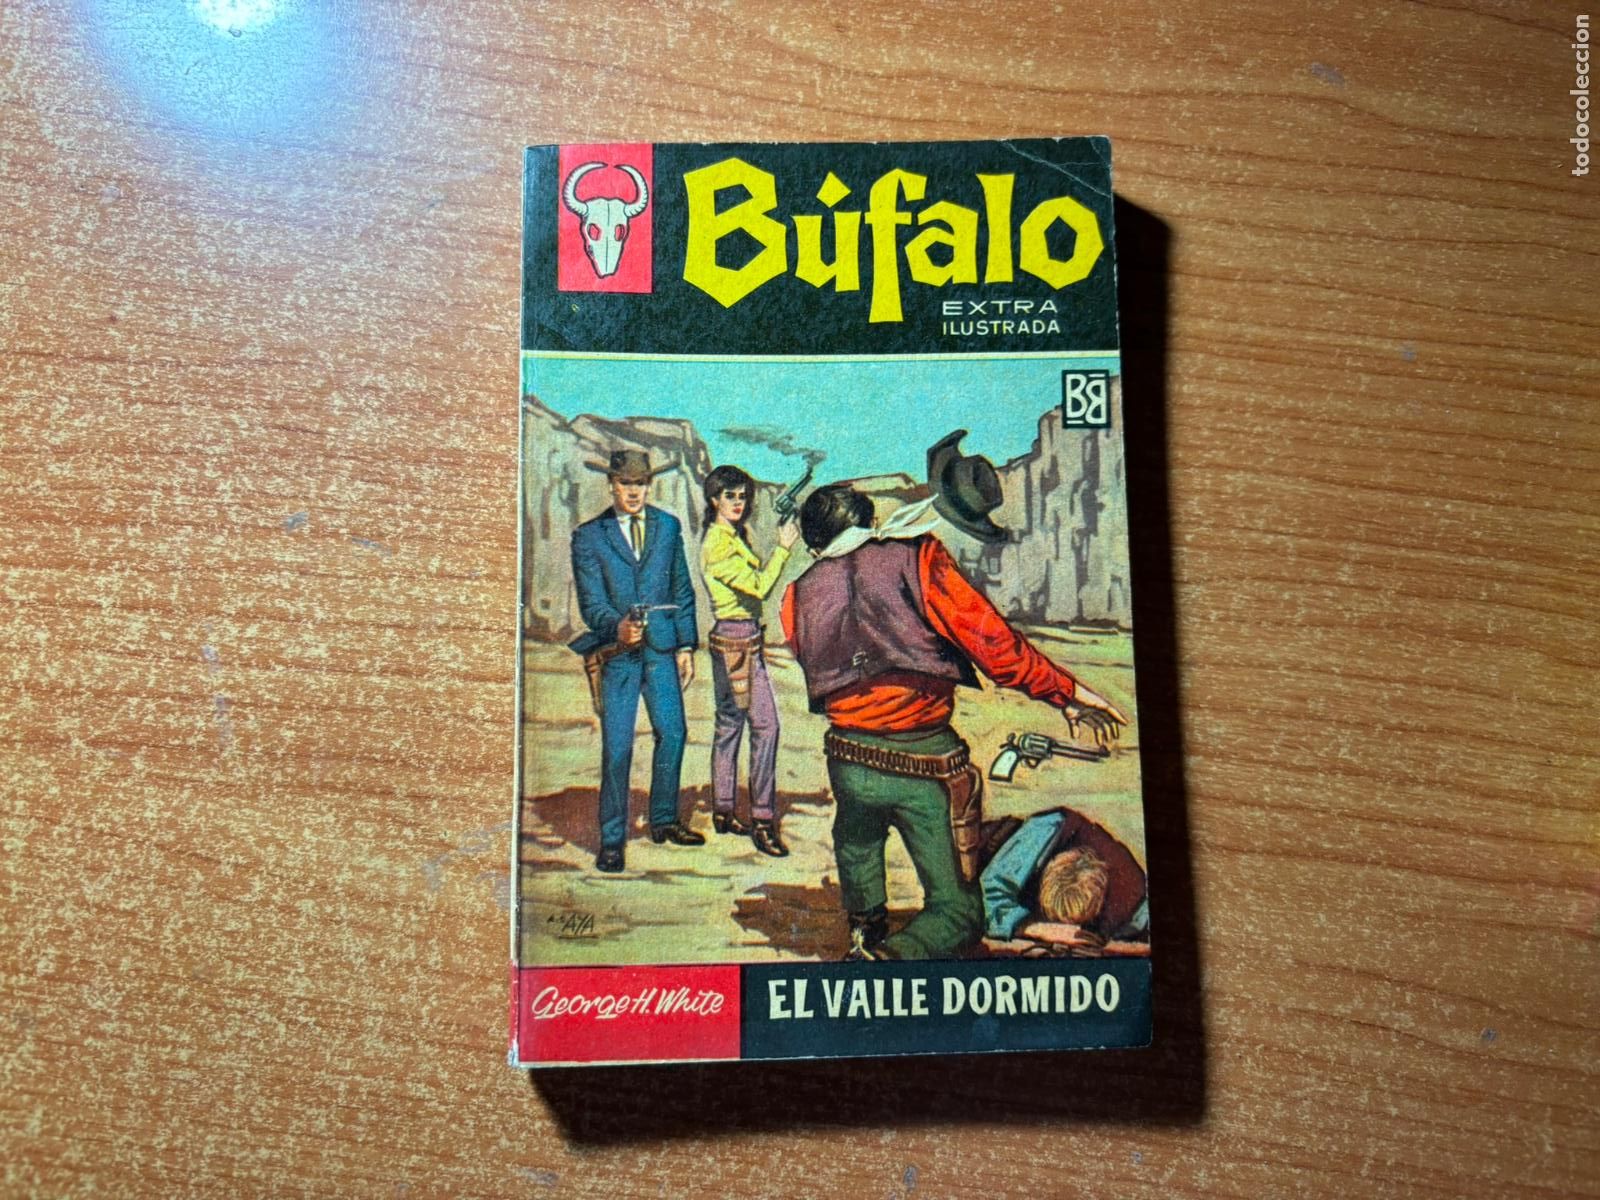 Búfalo
EXTRA
ILUSTRADA
BB
AYA
George H. White
EL VALLE DORMIDO
todocoleccion